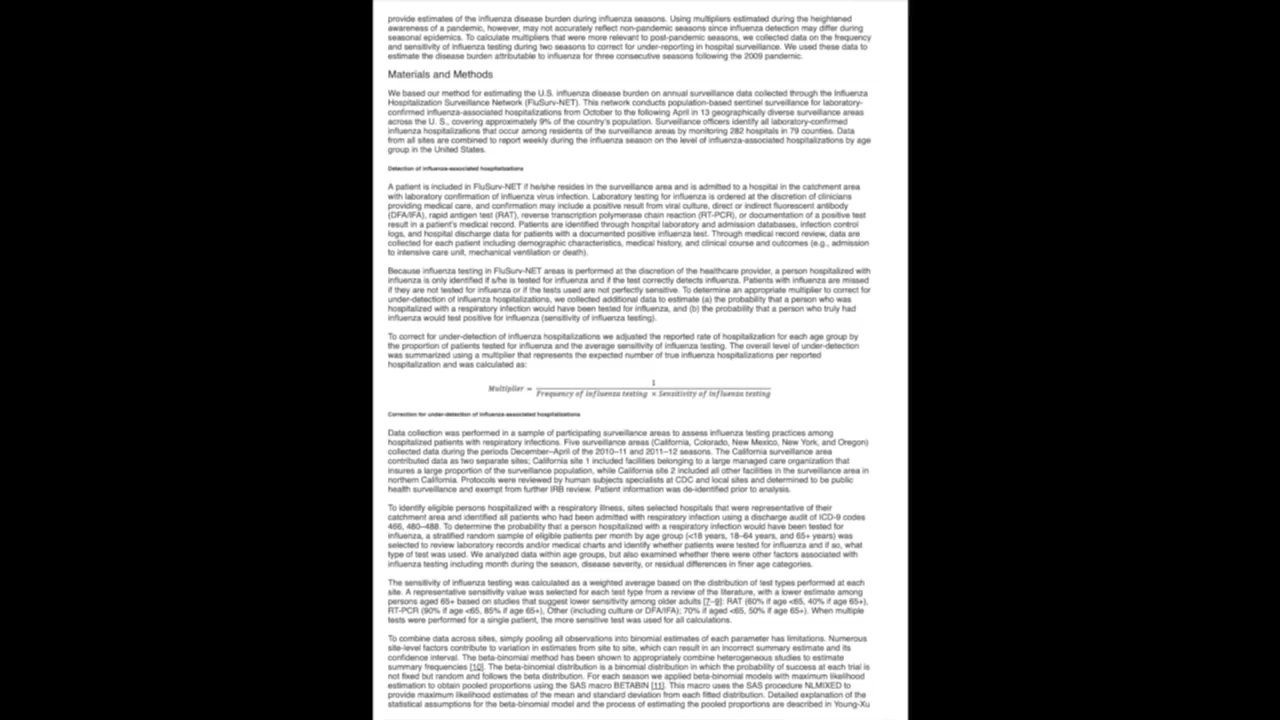 provide estimates of the influenza disease burden during influenza seasons. Using multipliers estimated during the heightened
awareness of a pandemic, however, may not accurately reflect non-pandemic seasons since influenza detection may differ during
seasonal epidemics. To calculate multipliers that were more relevant to post-pandemic seasons, we collected data on the frequency
and sensitivity of influenza testing during two seasons to correct for under-reporting in hospital surveillance. We used these data to
estimate the disease burden attributable to influenza for three consecutive seasons following the 2009 pandemic.
Materials and Methods
We based our method for estimating the U.S. influenza disease burden on annual surveillance data collected through the Influenza
Hospitalization Surveillance Network (FluSurv-NET). This network conducts population-based sentinel surveillance for laboratory-
confirmed influenza-associated hospitalizations from October to the following April in 13 geographically diverse surveillance areas
across the U. S., covering approximately 9% of the country's population. Surveillance officers identify all laboratory-confirmed
influenza hospitalizations that occur among residents of the surveillance areas by monitoring 282 hospitals in 79 counties. Data
from all sites are combined to report weekly during the influenza season on the level of influenza-associated hospitalizations by age
group in the United States.
Detection of influenza-associated hospitalizations
A patient is included in FluSurv-NET if he/she resides in the surveillance area and is admitted to a hospital in the catchment area
with laboratory confirmation of influenza virus infection. Laboratory testing for influenza is ordered at the discretion of clinicians
providing medical care, and confirmation may include a positive result from viral culture, direct or indirect fluorescent antibody
(DFA/IFA), rapid antigen test (RAT), reverse transcription polymerase chain reaction (RT-PCR), or documentation of a positive test
result in a patient's medical record. Patients are identified through hospital laboratory and admission databases, infection control
logs, and hospital discharge data for patients with a documented positive influenza test. Through medical record review, data are
collected for each patient including demographic characteristics, medical history, and clinical course and outcomes (e.g., admission
to intensive care unit, mechanical ventilation or death).
Because influenza testing in FluSurv-NET areas is performed at the discretion of the healthcare provider, a person hospitalized with
influenza is only identified if s/he is tested for influenza and if the test correctly detects influenza. Patients with influenza are missed
if they are not tested for influenza or if the tests used are not perfectly sensitive. To determine an appropriate multiplier to correct for
under-detection of influenza hospitalizations, we collected additional data to estimate (a) the probability that a person who was
hospitalized with a respiratory infection would have been tested for influenza, and (b) the probability that a person who truly had
influenza would test positive for influenza (sensitivity of influenza testing).
To correct for under-detection of influenza hospitalizations we adjusted the reported rate of hospitalization for each age group by
the proportion of patients tested for influenza and the average sensitivity of influenza testing. The overall level of under-detection
was summarized using a multiplier that represents the expected number of true influenza hospitalizations per reported
hospitalization and was calculated as:
1
Multiplier =
Frequency of influenza testing × Sensitivity of influenza testing
Correction for under-detection of influenza-associated hospitalizations
Data collection was performed in a sample of participating surveillance areas to assess influenza testing practices among
hospitalized patients with respiratory infections. Five surveillance areas (California, Colorado, New Mexico, New York, and Oregon)
collected data during the periods December–April of the 2010–11 and 2011–12 seasons. The California surveillance area
contributed data as two separate sites; California site 1 included facilities belonging to a large managed care organization that
insures a large proportion of the surveillance population, while California site 2 included all other facilities in the surveillance area in
northern California. Protocols were reviewed by human subjects specialists at CDC and local sites and determined to be public
health surveillance and exempt from further IRB review. Patient information was de-identified prior to analysis.
To identify eligible persons hospitalized with a respiratory illness, sites selected hospitals that were representative of their
catchment area and identified all patients who had been admitted with respiratory infection using a discharge audit of ICD-9 codes
466, 480–488. To determine the probability that a person hospitalized with a respiratory infection would have been tested for
influenza, a stratified random sample of eligible patients per month by age group (<18 years, 18–64 years, and 65+ years) was
selected to review laboratory records and/or medical charts and identify whether patients were tested for influenza and if so, what
type of test was used. We analyzed data within age groups, but also examined whether there were other factors associated with
influenza testing including month during the season, disease severity, or residual differences in finer age categories.
The sensitivity of influenza testing was calculated as a weighted average based on the distribution of test types performed at each
site. A representative sensitivity value was selected for each test type from a review of the literature, with a lower estimate among
persons aged 65+ based on studies that suggest lower sensitivity among older adults [7–9]: RAT (60% if age <65, 40% if age 65+),
RT-PCR (90% if age <65, 85% if age 65+), Other (including culture or DFA/IFA); 70% if aged <65, 50% if age 65+). When multiple
tests were performed for a single patient, the more sensitive test was used for all calculations.
To combine data across sites, simply pooling all observations into binomial estimates of each parameter has limitations. Numerous
site-level factors contribute to variation in estimates from site to site, which can result in an incorrect summary estimate and its
confidence interval. The beta-binomial method has been shown to appropriately combine heterogeneous studies to estimate
summary frequencies [10]. The beta-binomial distribution is a binomial distribution in which the probability of success at each trial is
not fixed but random and follows the beta distribution. For each season we applied beta-binomial models with maximum likelihood
estimation to obtain pooled proportions using the SAS macro BETABIN [11]. This macro uses the SAS procedure NLMIXED to
provide maximum likelihood estimates of the mean and standard deviation from each fitted distribution. Detailed explanation of the
statistical assumptions for the beta-binomial model and the process of estimating the pooled proportions are described in Young-Xu